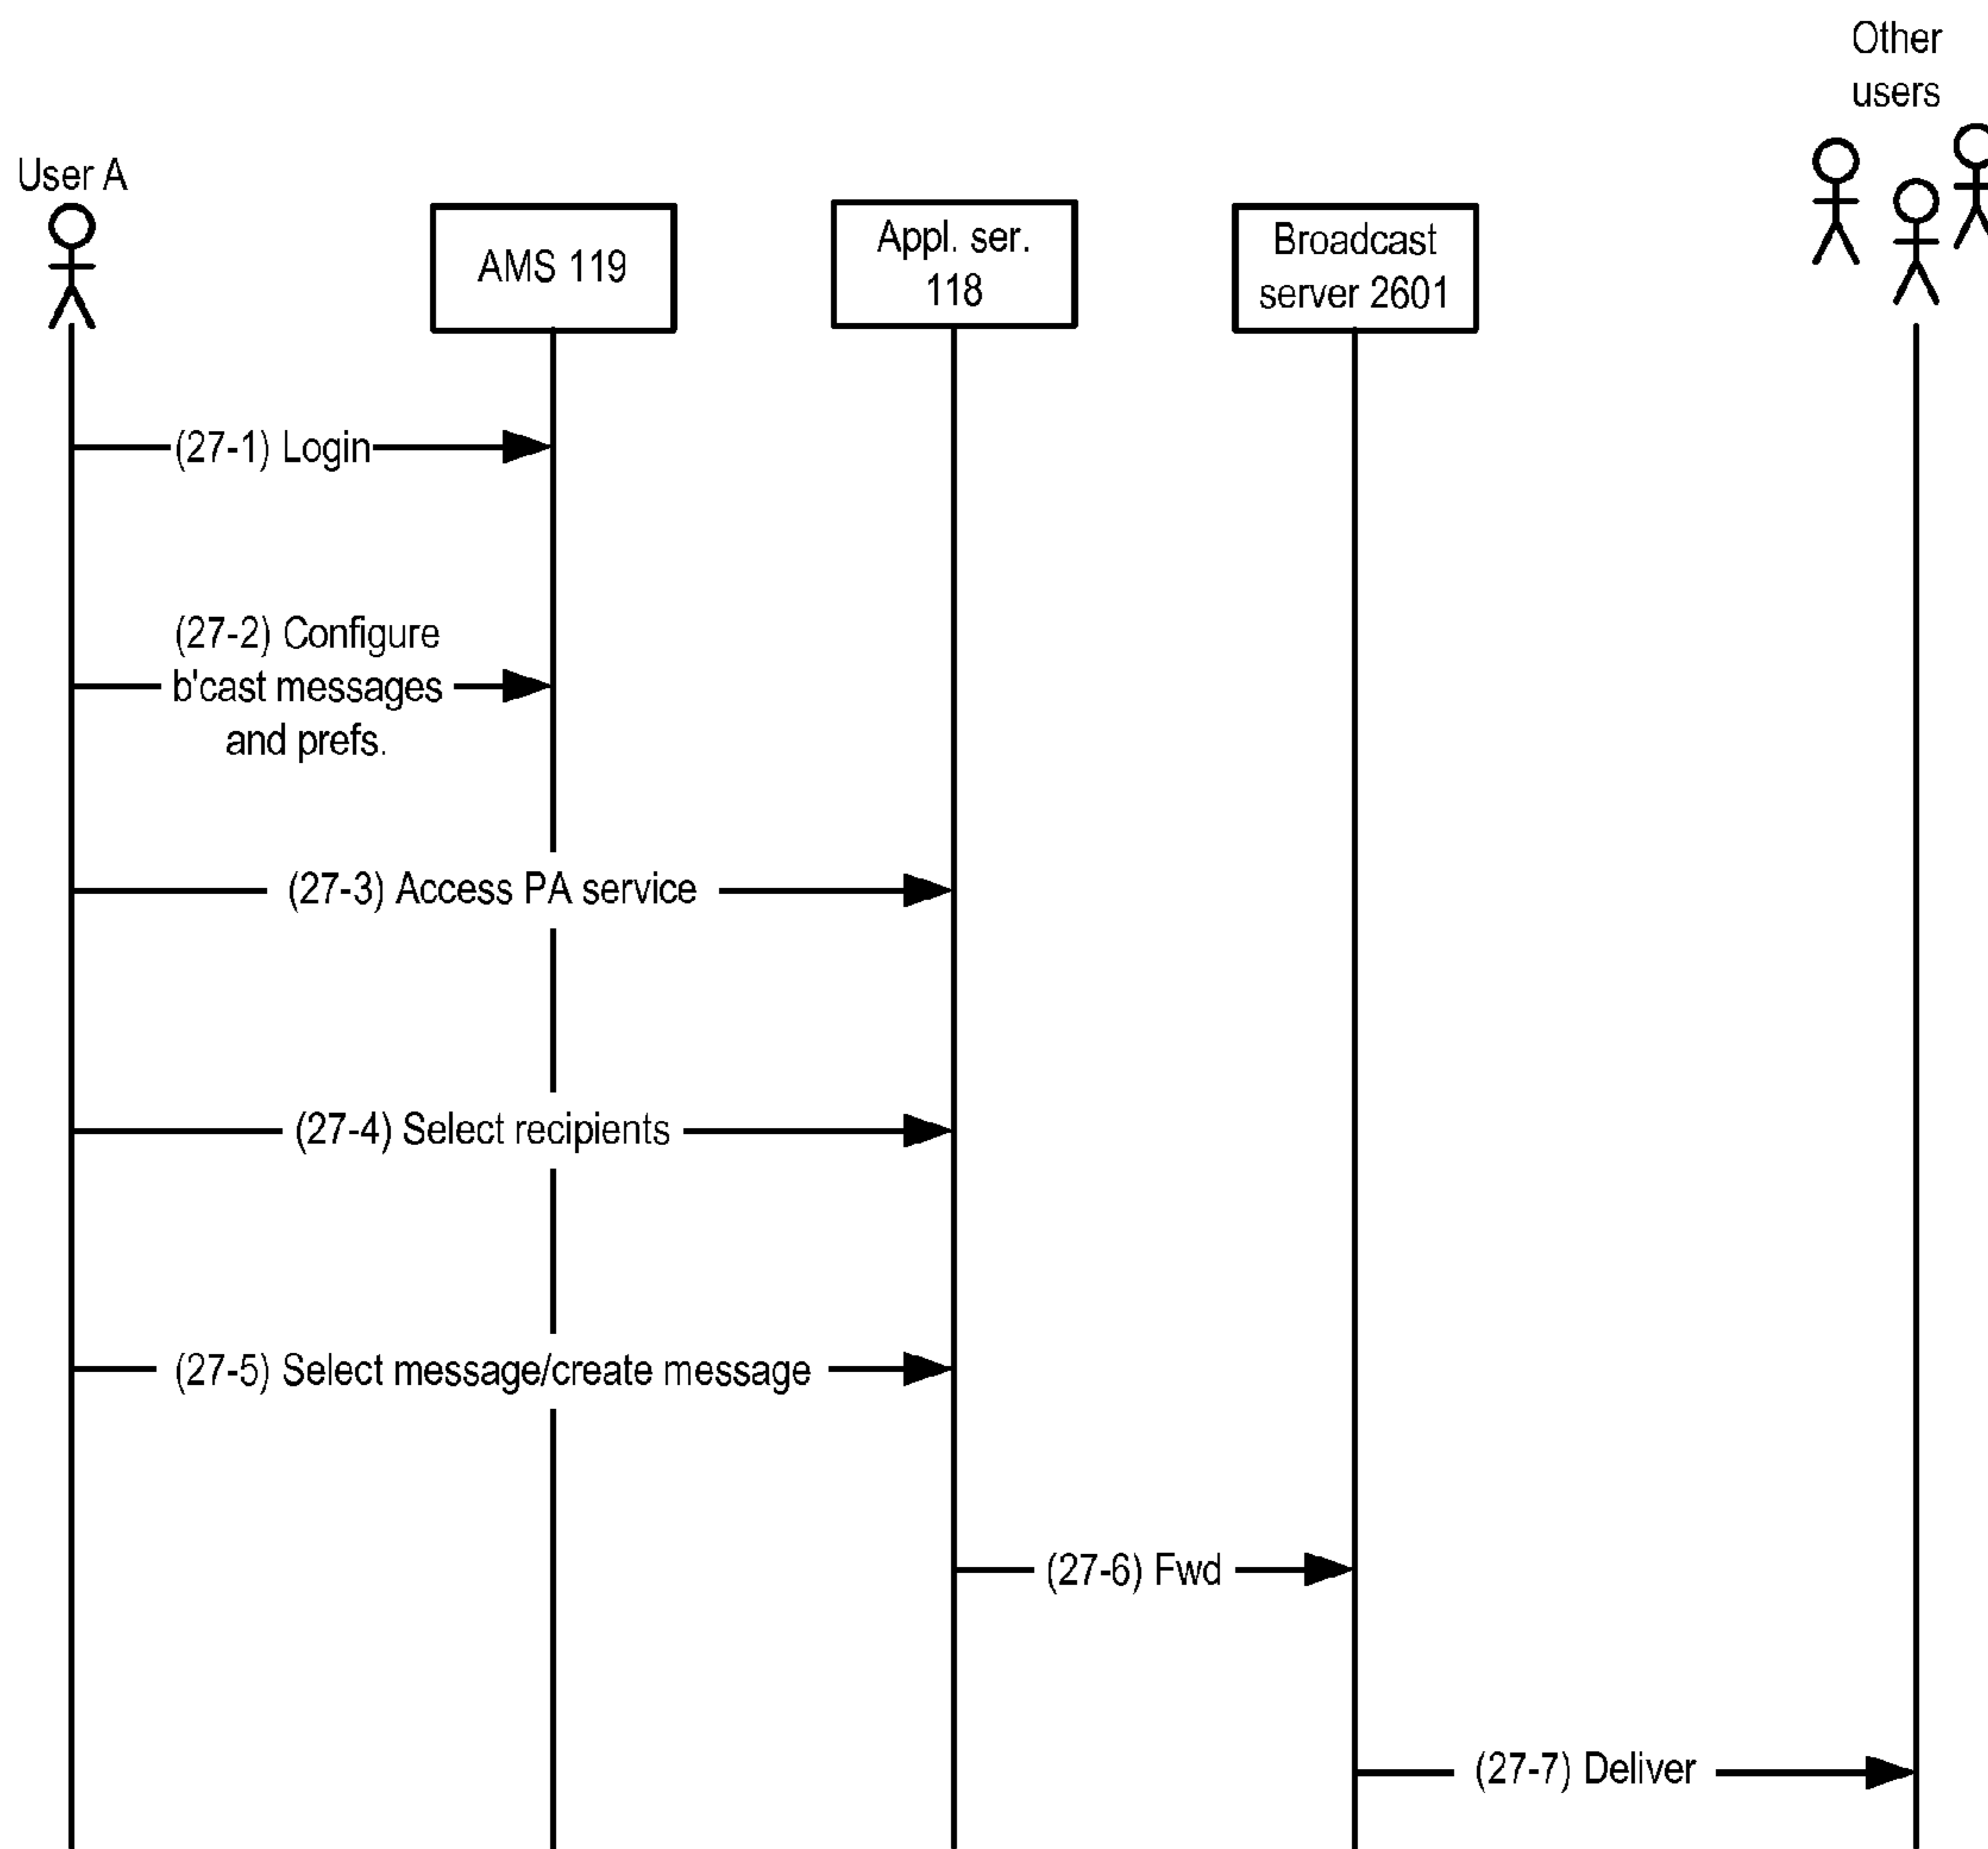 Other
users
User A
AMS 119
Appl. ser.
118
Broadcast
server 2601
(27-1) Login
(27-2) Configure
b'cast messages
and prefs.
(27-3) Access PA service
(27-4) Select recipients
(27-5) Select message/create message
(27-6) Fwd
(27-7) Deliver